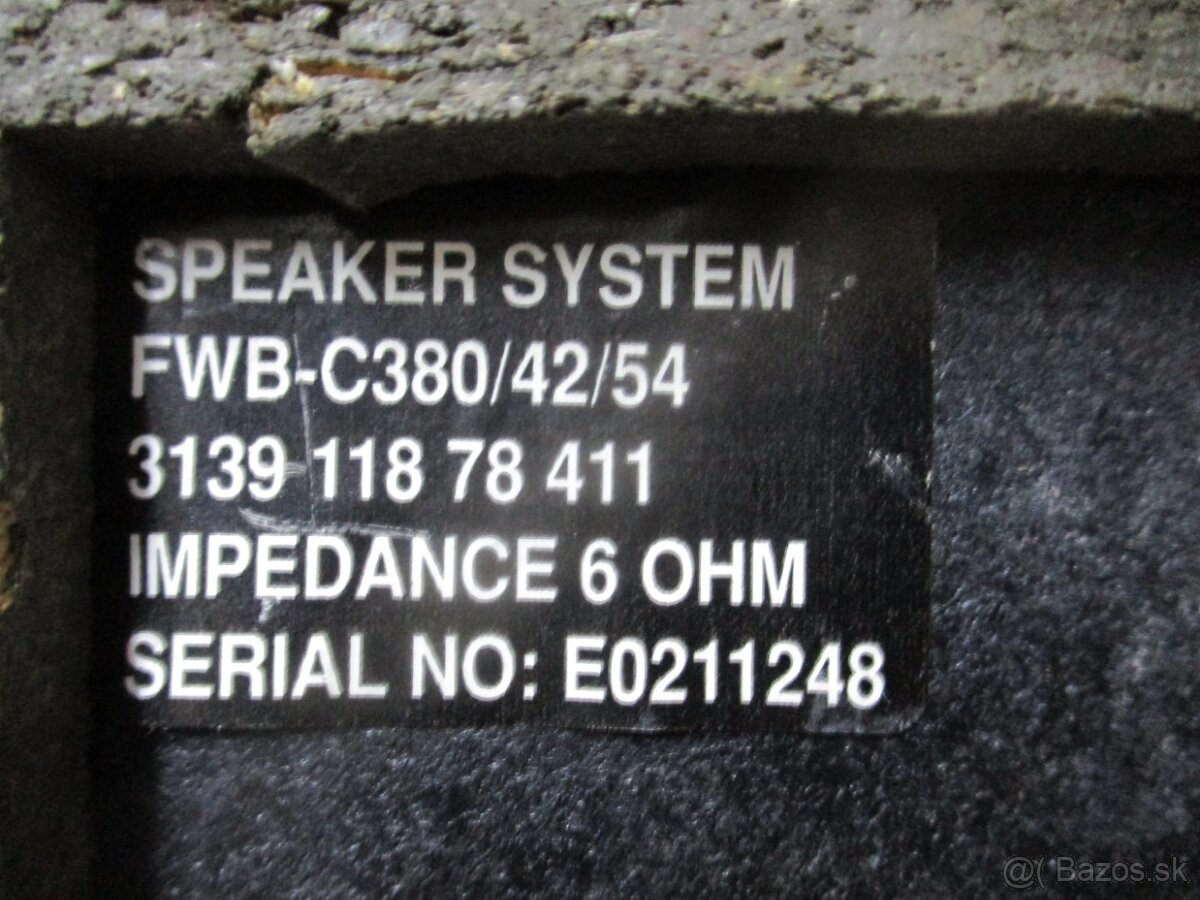 SPEAKER SYSTEM
FWB-C380/42/54
3139 118 78 411
IMPEDANCE 6 OHM
SERIAL NO: E0211248
@( Bazos.sk